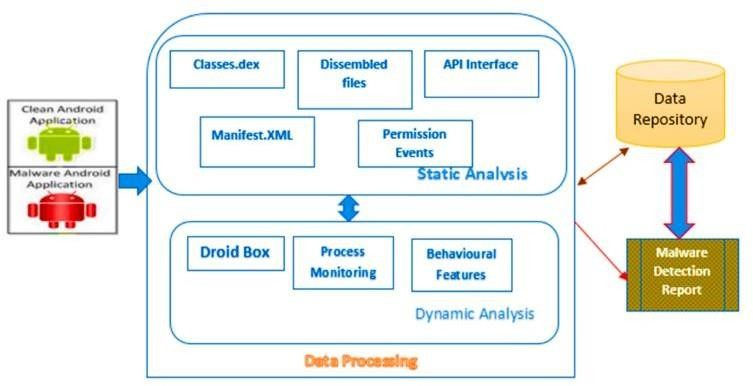 Clean Android
Application
Malware Android
Application
Classes.dex
Dissembled
files
API Interface
Manifest.XML
Permission
Events
Static Analysis
Droid Box
Process
Monitoring
Behavioural
Features
Dynamic Analysis
Data Processing
Data
Repository
Malware
Detection
Report